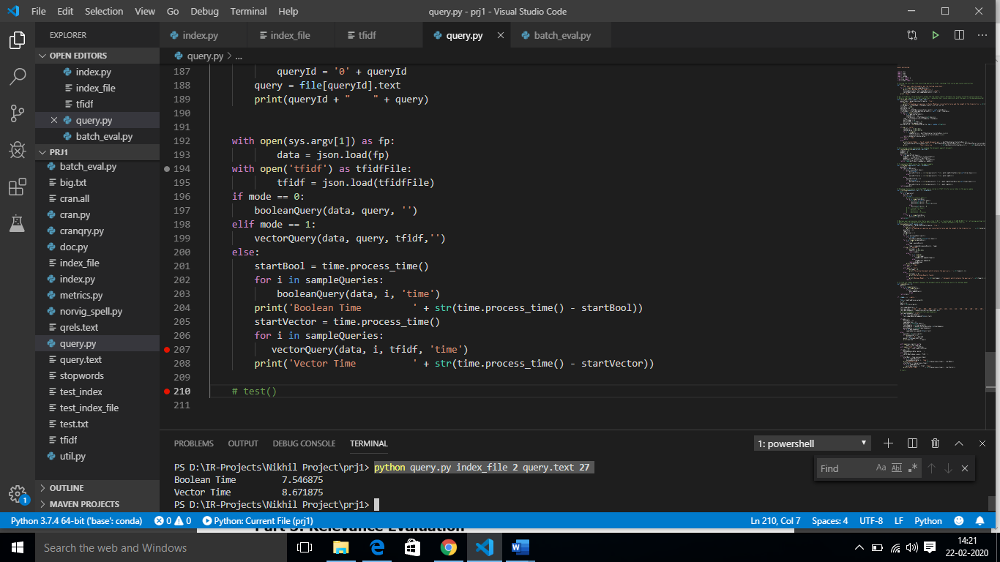 File Edit Selection View Go Debug Terminal Help query.py - prj1 - Visual Studio Code
EXPLORER
OPEN EDITORS
index.py
index_file
tfidf
query.py
batch_eval.py
PRJ1
batch_eval.py
big.txt
cran.all
cran.py
cranqry.py
doc.py
index_file
index.py
metrics.py
norvig_spell.py
qrels.text
query.py
query.text
stopwords
test_index
test_index_file
test.txt
tfidf
util.py
OUTLINE
MAVEN PROJECTS
index.py index_file tfidf query.py batch_eval.py
query.py > ...
187 queryId = '0' + queryId
188 query = file[queryId].text
189 print(queryId + "    " + query)
190
191
192 with open(sys.argv[1]) as fp:
193 data = json.load(fp)
194 with open('tfidf') as tfidfFile:
195 tfidf = json.load(tfidfFile)
196 if mode == 0:
197 booleanQuery(data, query, '')
198 elif mode == 1:
199 vectorQuery(data, query, tfidf,'')
200 else:
201 startBool = time.process_time()
202 for i in sampleQueries:
203 booleanQuery(data, i, 'time')
204 print('Boolean Time         ' + str(time.process_time() - startBool))
205 startVector = time.process_time()
206 for i in sampleQueries:
207 vectorQuery(data, i, tfidf, 'time')
208 print('Vector Time          ' + str(time.process_time() - startVector))
209
210 # test()
211
PROBLEMS OUTPUT DEBUG CONSOLE TERMINAL 1: powershell
Find Aa Abl .*
PS D:\IR-Projects\Nikhil Project\prj1> python query.py index_file 2 query.text 27
Boolean Time 7.546875
Vector Time 8.671875
PS D:\IR-Projects\Nikhil Project\prj1>
1
Python 3.7.4 64-bit ('base': conda) 0 0 Python: Current File (prj1) Ln 210, Col 7 Spaces: 4 UTF-8 LF Python
Search the web and Windows
14:21
22-02-2020